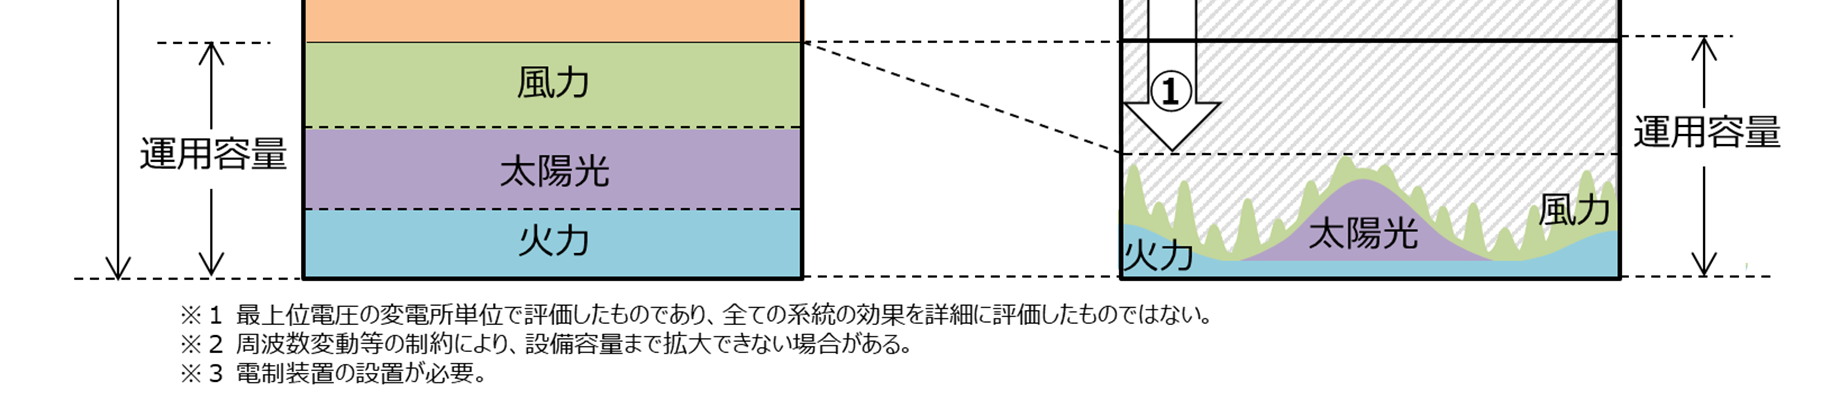 風力
①
運用容量
太陽光
運用容量
風力
太陽光
火力
火力
※1 最上位電圧の変電所単位で評価したものであり、全ての系統の効果を詳細に評価したものではない。
※2 周波数変動等の制約により、設備容量まで拡大できない場合がある。
※3 電制装置の設置が必要。